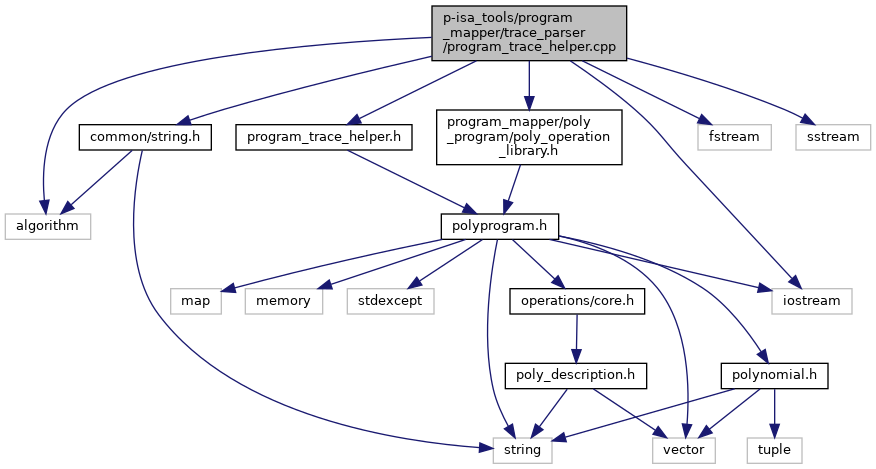 p-isa_tools/program
_mapper/trace_parser
/program_trace_helper.cpp
common/string.h
program_trace_helper.h
program_mapper/poly
_program/poly_operation
_library.h
fstream
sstream
algorithm
polyprogram.h
map
memory
stdexcept
operations/core.h
iostream
poly_description.h
polynomial.h
string
vector
tuple